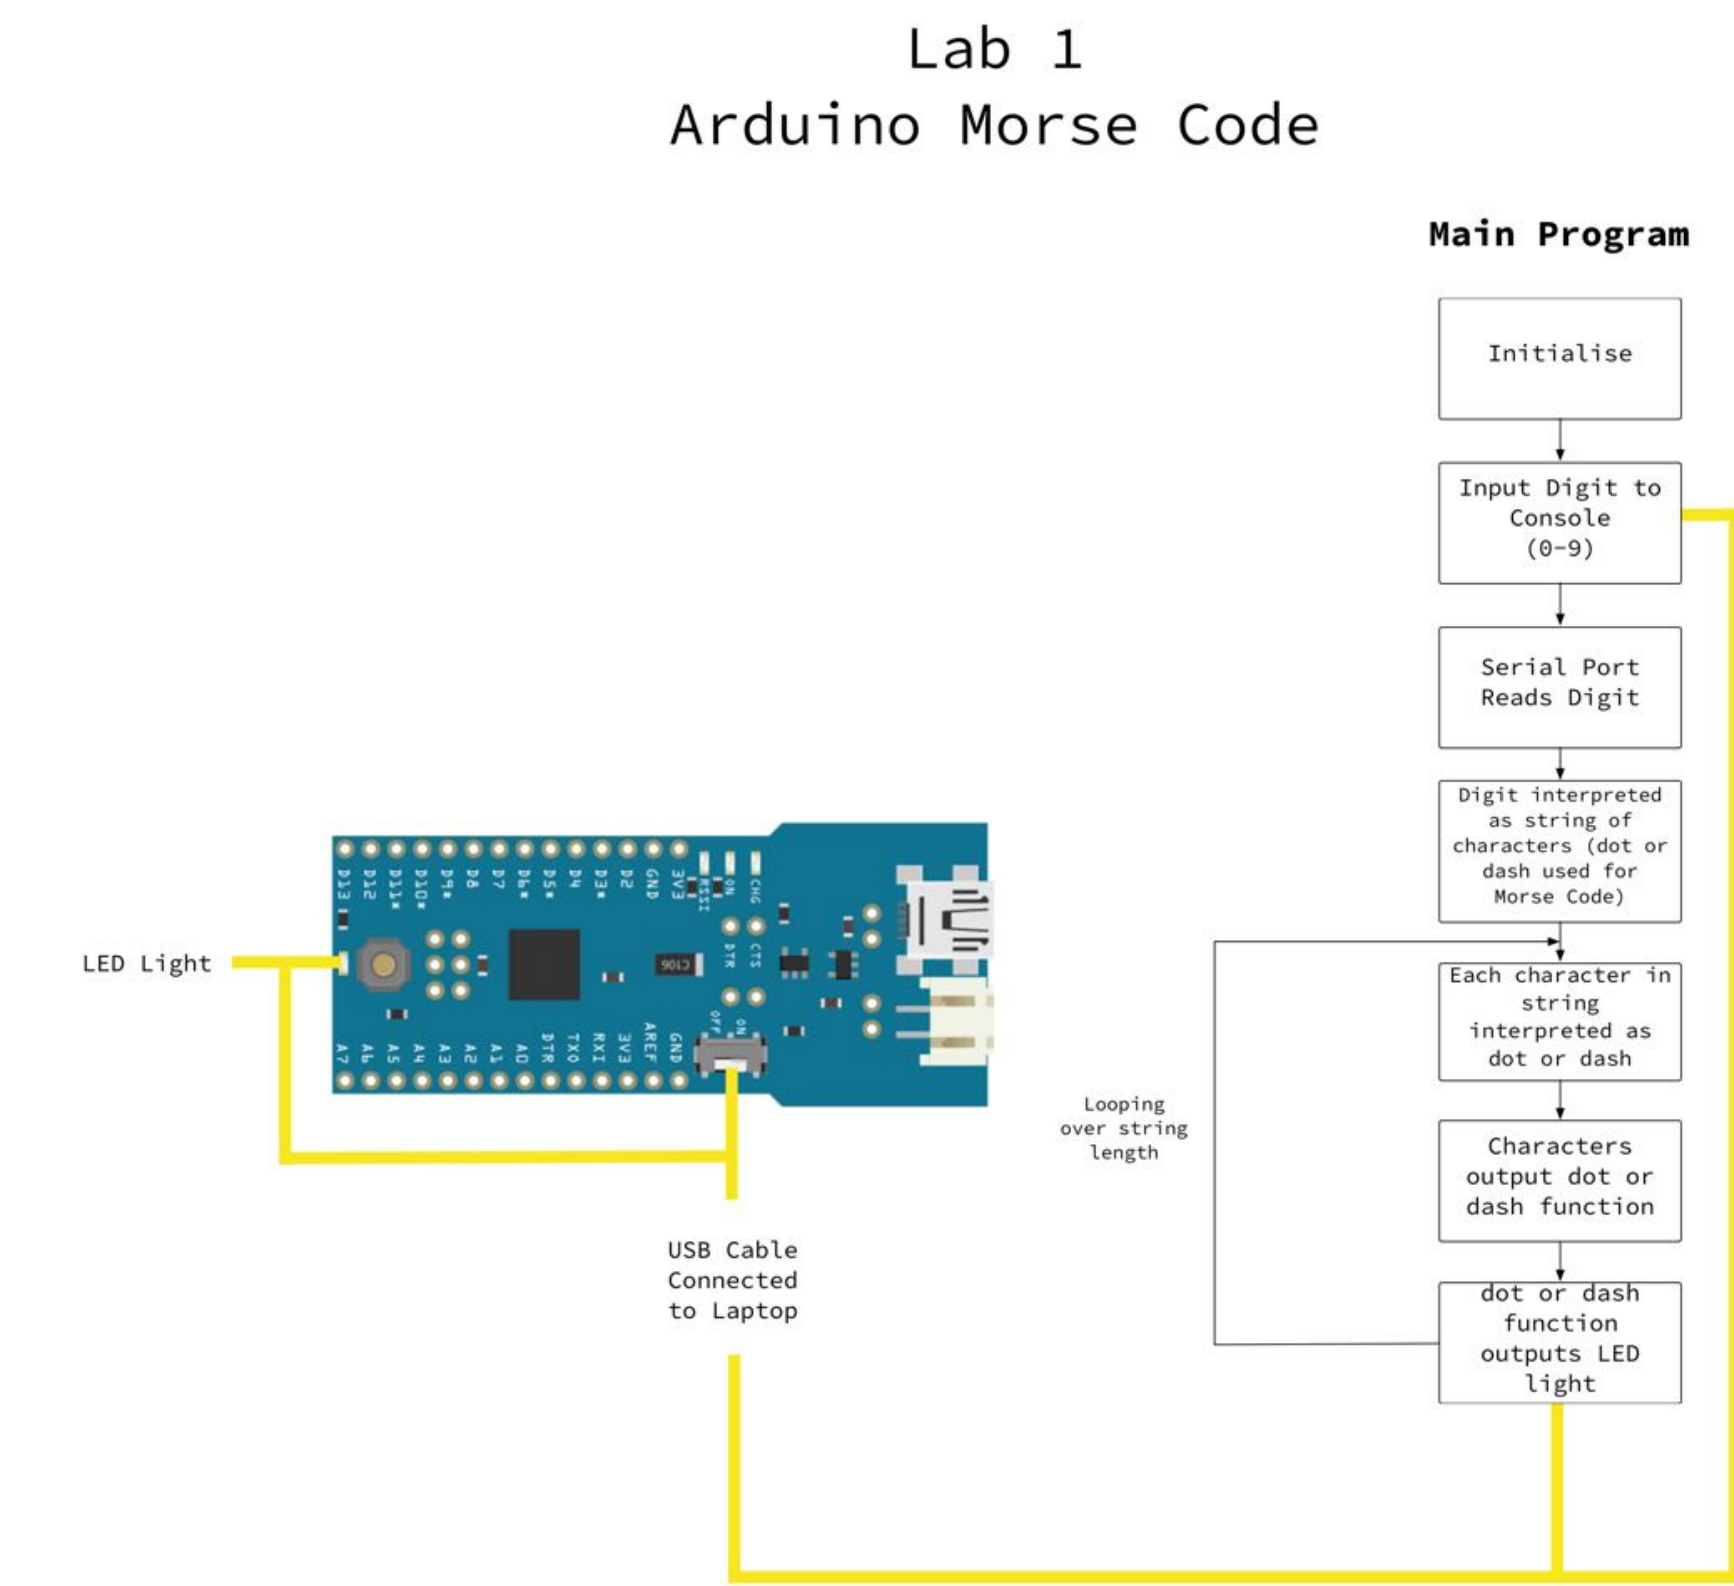 Lab 1
Arduino Morse Code
Main Program
Initialise
Input Digit to
Console
(0-9)
Serial Port
Reads Digit
Digit interpreted
as string of
characters (dot or
dash used for
Morse Code)
Each character in
string
interpreted as
dot or dash
Characters
output dot or
dash function
dot or dash
function
outputs LED
light
Looping
over string
length
LED Light
D13
D12
D11*
D10*
D9*
D8
D7
D6*
D5*
D4
D3*
D2
GND
3V3
RSSI
ON
CHG
DTR
CTS
C106
OFF
ON
A7
A6
A5
A4
A3
A2
A1
A0
DTR
TXO
RXI
3V3
AREF
GND
USB Cable
Connected
to Laptop